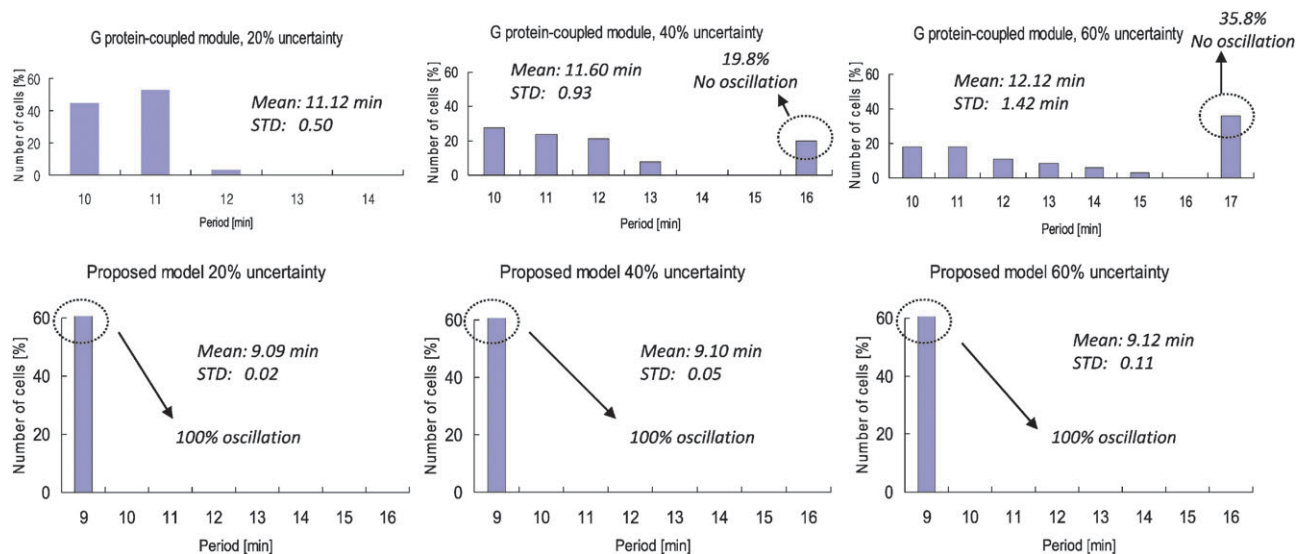 G protein-coupled module, 20% uncertainty
Number of cells [%]
60
40
20
0
Mean: 11.12 min
STD: 0.50
10 11 12 13 14
Period [min]
G protein-coupled module, 40% uncertainty
Number of cells [%]
60
40
20
0
Mean: 11.60 min
STD: 0.93
19.8%
No oscillation
10 11 12 13 14 15 16
Period [min]
G protein-coupled module, 60% uncertainty
35.8%
No oscillation
Number of cells [%]
60
40
20
0
Mean: 12.12 min
STD: 1.42 min
10 11 12 13 14 15 16 17
Period [min]
Proposed model 20% uncertainty
Number of cells [%]
60
40
20
0
Mean: 9.09 min
STD: 0.02
100% oscillation
9 10 11 12 13 14 15 16
Period [min]
Proposed model 40% uncertainty
Number of cells [%]
60
40
20
0
Mean: 9.10 min
STD: 0.05
100% oscillation
9 10 11 12 13 14 15 16
Period [min]
Proposed model 60% uncertainty
Number of cells [%]
60
40
20
0
Mean: 9.12 min
STD: 0.11
100% oscillation
9 10 11 12 13 14 15 16
Period [min]